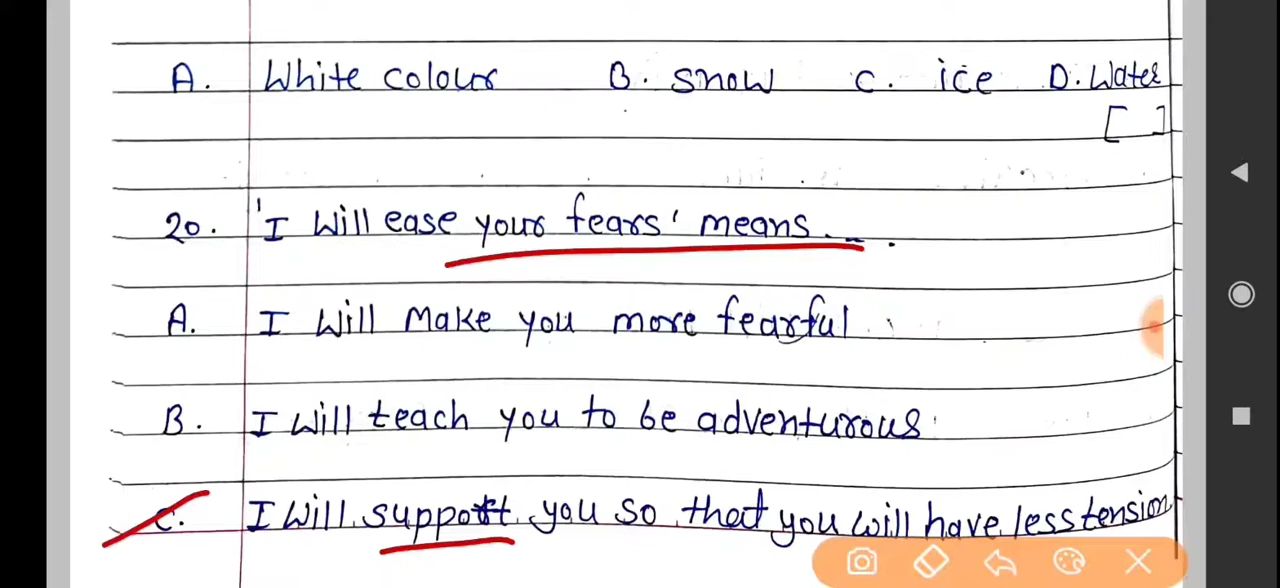 A. White colour B. snow C. ice D. Water
[ ]
20. 'I Will ease your fears' means... .
A. I Will Make you more fearful
B. I will teach you to be adventurous.
C. I Will support you so that you will have less tension